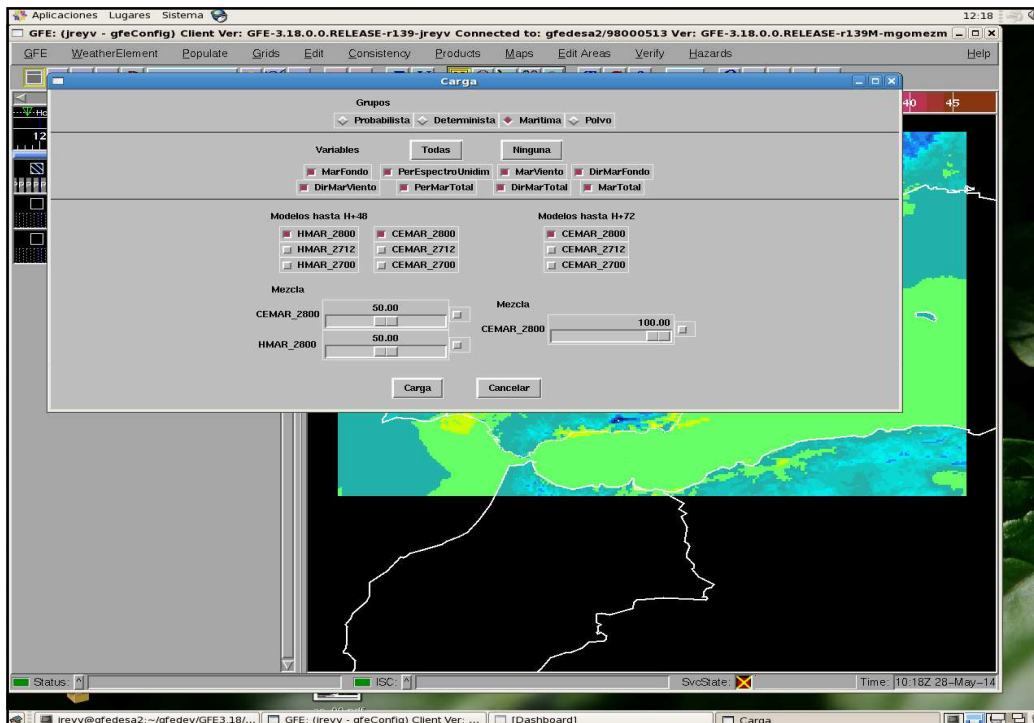 Aplicaciones Lugares Sistema 12:18
GFE: (jreyv - gfeConfig) Client Ver: GFE-3.18.0.0.RELEASE-r139-jreyv Connected to: gfedesa2/98000513 Ver: GFE-3.18.0.0.RELEASE-r139M-mgomezm
GFE WeatherElement Populate Grids Edit Consistency Products Maps Edit Areas Verify Hazards Help
Carga
40 45
12
Grupos
Probabilista Determinista Maritima Polvo
Variables Todas Ninguna
MarFondo PerEspectroUnidim MarViento DirMarFondo
DirMarViento PerMarTotal DirMarTotal MarTotal
Modelos hasta H+48 Modelos hasta H+72
HMAR_2800 CEMAR_2800 CEMAR_2800
HMAR_2712 CEMAR_2712 CEMAR_2712
HMAR_2700 CEMAR_2700 CEMAR_2700
Mezcla Mezcla
CEMAR_2800 50.00
CEMAR_2800 100.00
HMAR_2800 50.00
Carga Cancelar
Status: ISC: SvcState: Time: 10:18Z 28-May-14
jreyv@gfedesa2:~/gfedev/GFE3.18/... GFE: (jreyv - gfeConfig) Client Ver: ... [Dashboard] Carga